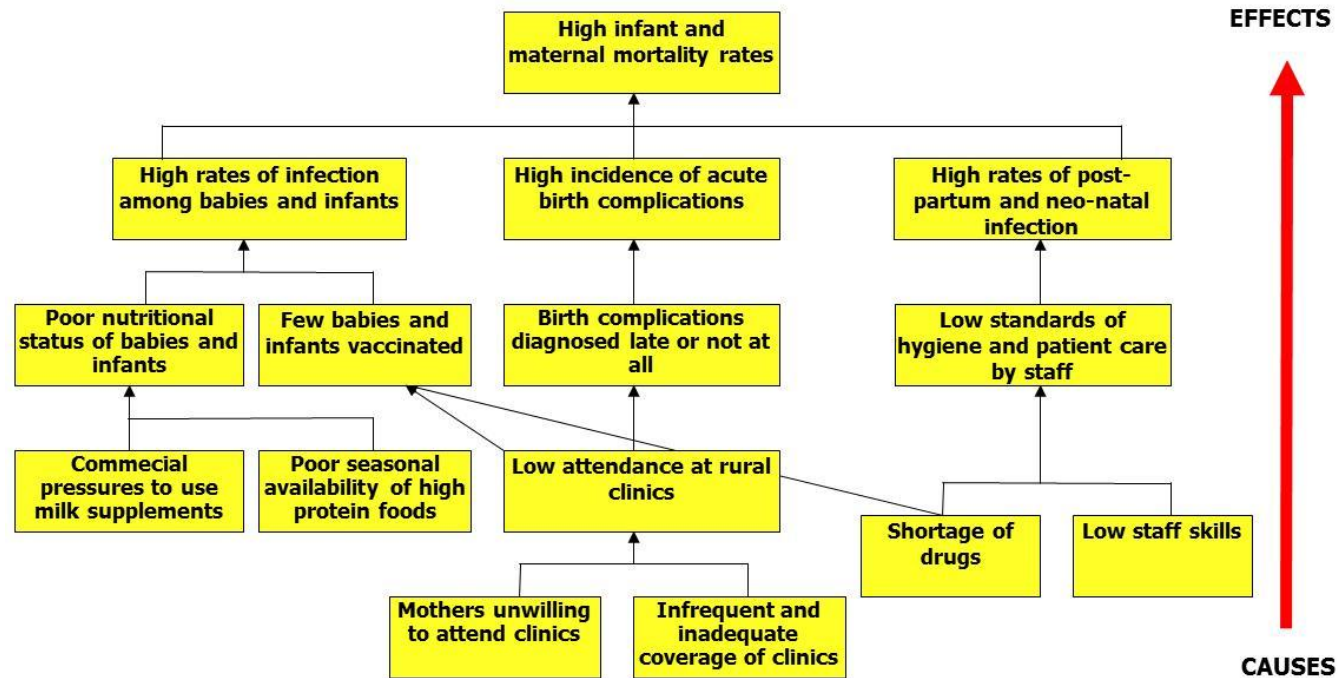 EFFECTS
High infant and
maternal mortality rates
High rates of infection
among babies and infants
High incidence of acute
birth complications
High rates of post-
partum and neo-natal
infection
Poor nutritional
status of babies and
infants
Few babies and
infants vaccinated
Birth complications
diagnosed late or not at
all
Low standards of
hygiene and patient care
by staff
Commecial
pressures to use
milk supplements
Poor seasonal
availability of high
protein foods
Low attendance at rural
clinics
Shortage of
drugs
Low staff skills
Mothers unwilling
to attend clinics
Infrequent and
inadequate
coverage of clinics
CAUSES